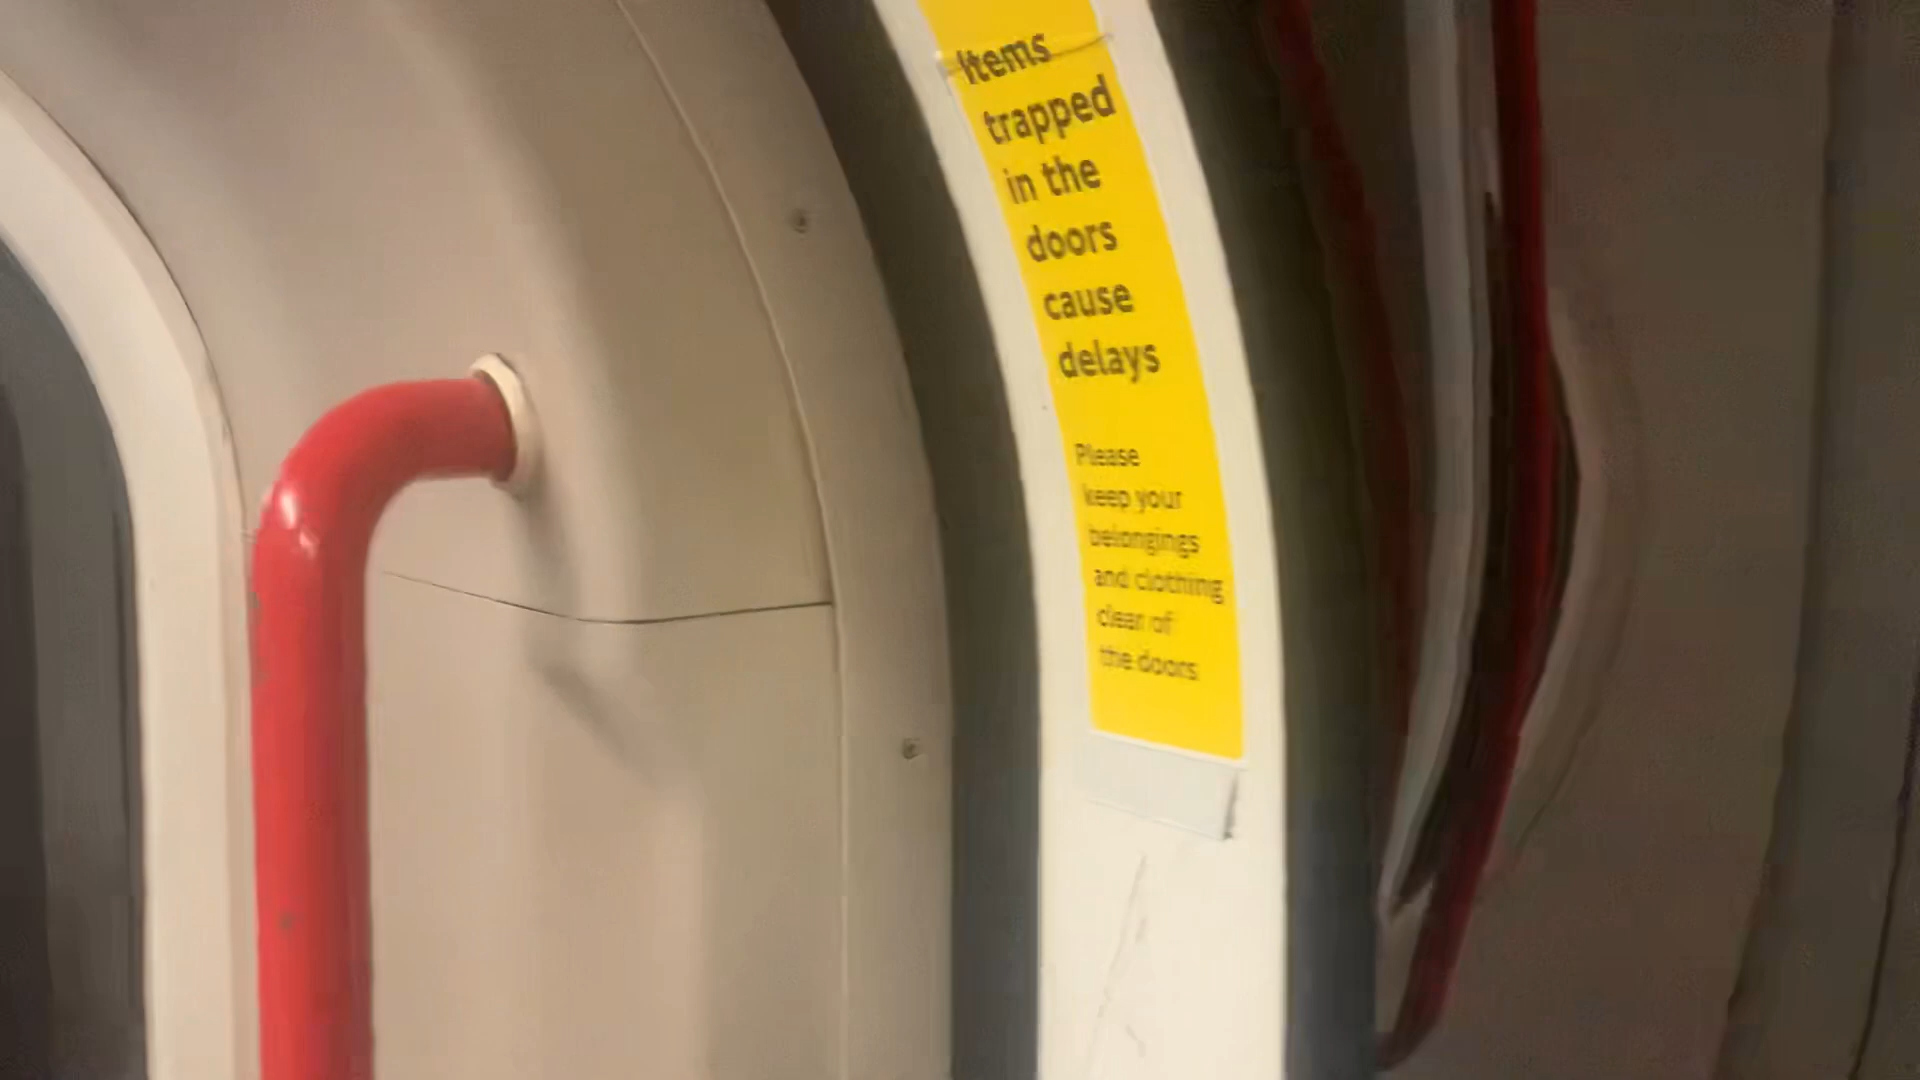 Items
trapped
in the
doors
cause
delays
Please
keep your
belongings
and clothing
clear of
the doors